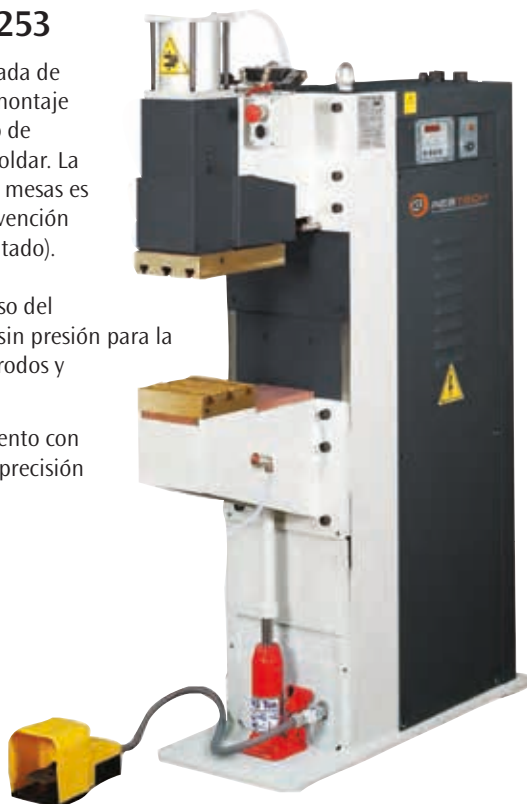 253
ada de
montaje
o de
oldar. La
mesas es
vención
tado).
so del
sin presión para la
rodos y
ento con
precisión